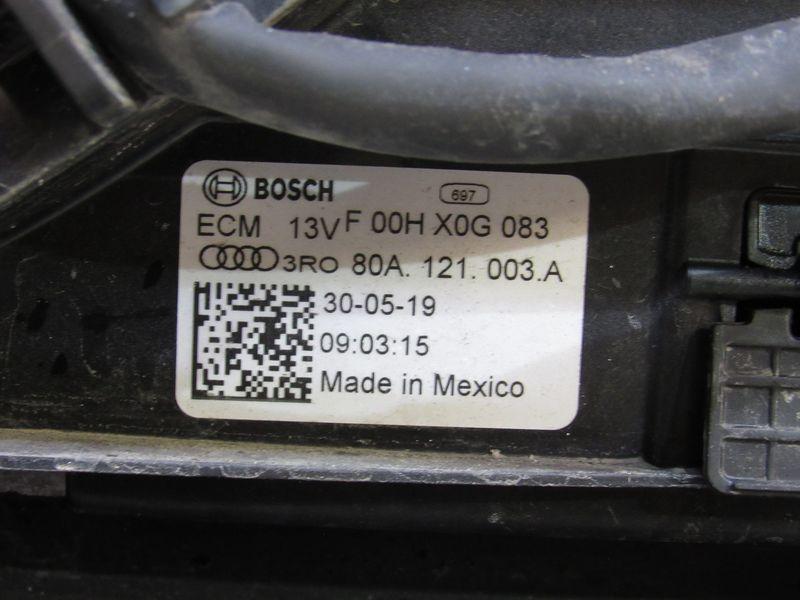 BOSCH 697
ECM 13V F 00H X0G 083
3RO 80A. 121. 003.A
30-05-19
09:03:15
Made in Mexico